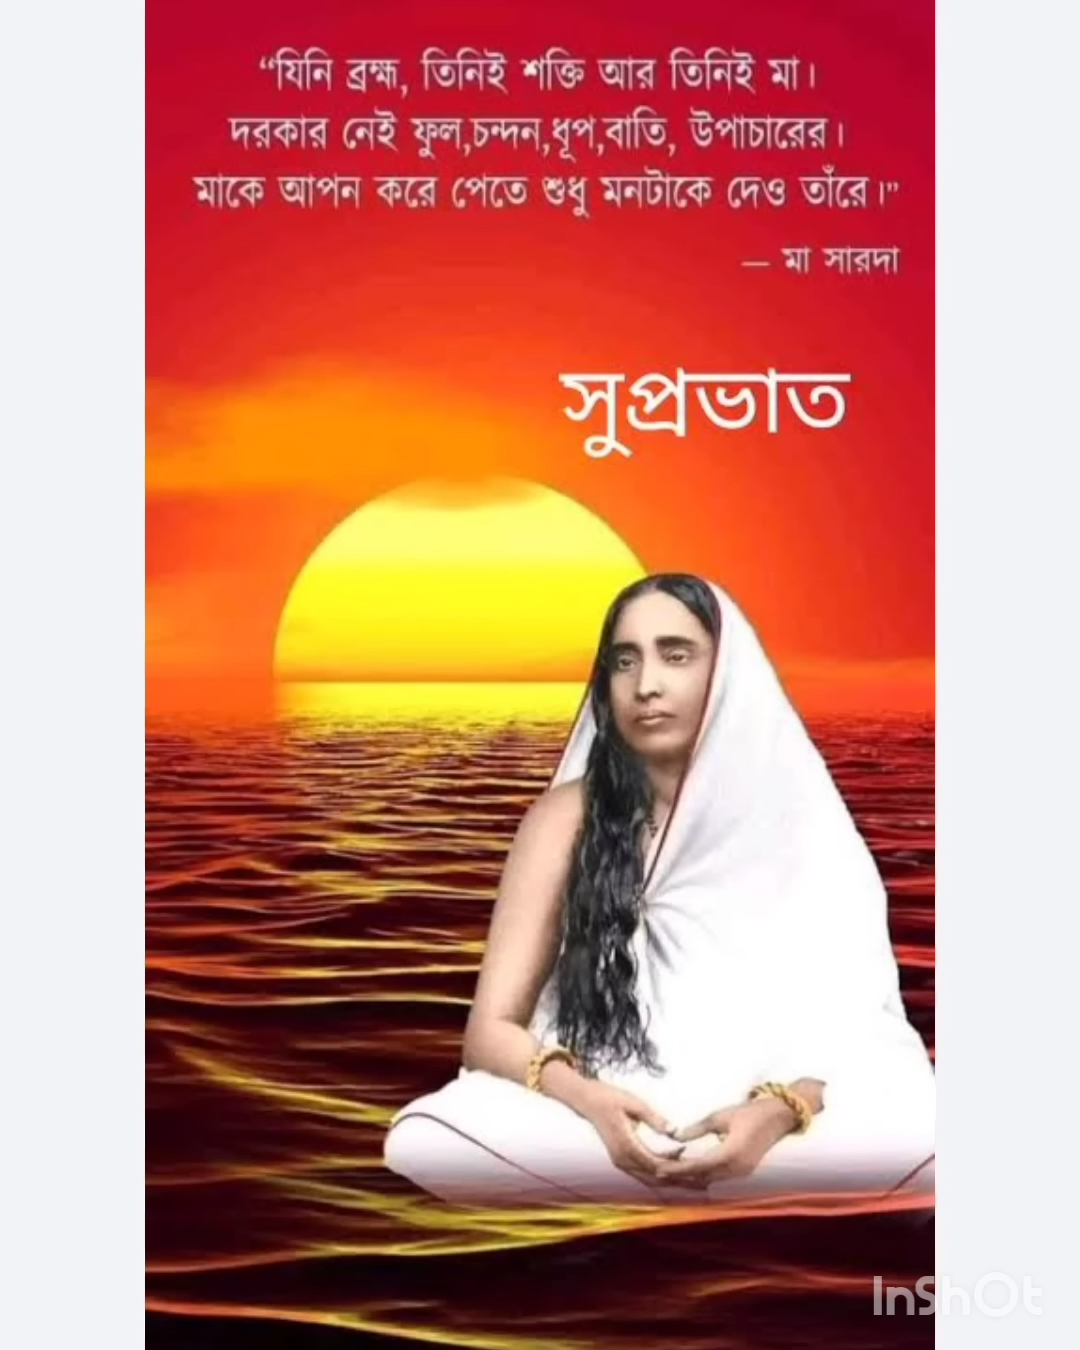 “যিনি ব্রহ্ম, তিনিই শক্তি আর তিনিই মা।
দরকার নেই ফুল,চন্দন,ধূপ,বাতি, উপাচারের।
মাকে আপন করে পেতে শুধু মনটাকে দেও তাঁরে।”
— মা সারদা
সুপ্রভাত
InShOt